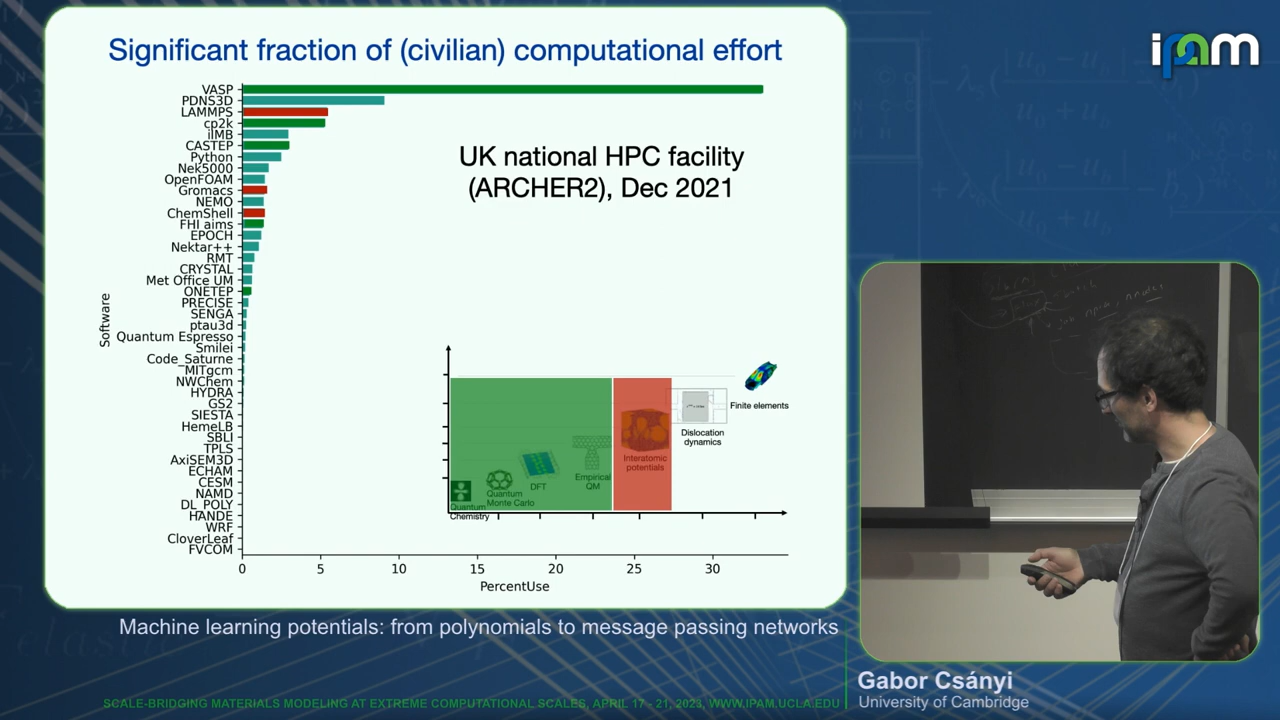 Significant fraction of (civilian) computational effort
ipam
VASP
PDNS3D
LAMMPS
cp2k
iIMB
CASTEP
Python
Nek5000
OpenFOAM
Gromacs
NEMO
ChemShell
FHI aims
EPOCH
Nektar++
RMT
CRYSTAL
Met Office UM
ONETEP
PRECISE
SENGA
ptau3d
Quantum Espresso
Smilei
Code_Saturne
MITgcm
NWChem
HYDRA
GS2
SIESTA
HemeLB
SBLI
TPLS
AxiSEM3D
ECHAM
CESM
NAMD
DL_POLY
HANDE
WRF
CloverLeaf
FVCOM
Software
0 5 10 15 20 25 30
PercentUse
UK national HPC facility
(ARCHER2), Dec 2021
Quantum
Chemistry
Quantum
Monte Carlo
DFT
Empirical
QM
Interatomic
potentials
Dislocation
dynamics
Finite elements
Machine learning potentials: from polynomials to message passing networks
Gabor Csányi
University of Cambridge
SCALE-BRIDGING MATERIALS MODELING AT EXTREME COMPUTATIONAL SCALES, APRIL 17 - 21, 2023, WWW.IPAM.UCLA.EDU